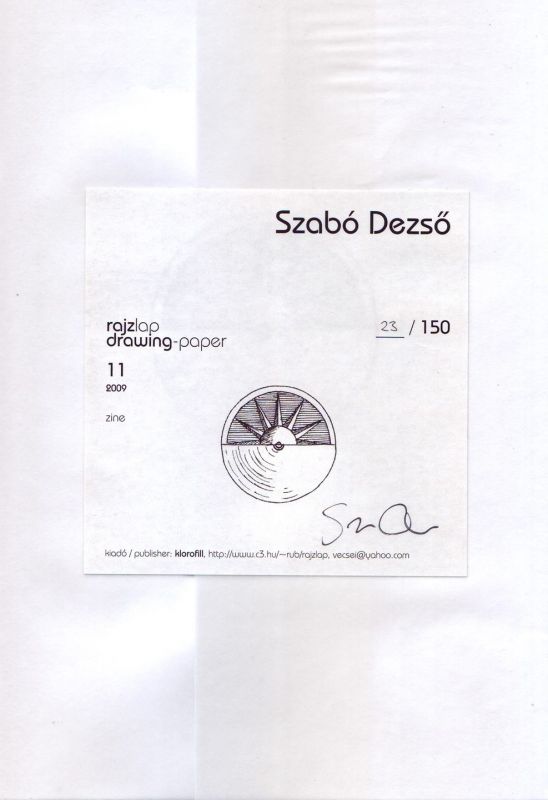 Szabó Dezső
rajzlap
drawing-paper
23 / 150
11
2009
zine
kiadó / publisher: klorofill, http://www.c3.hu/~rub/rajzlap, vecsei@yahoo.com